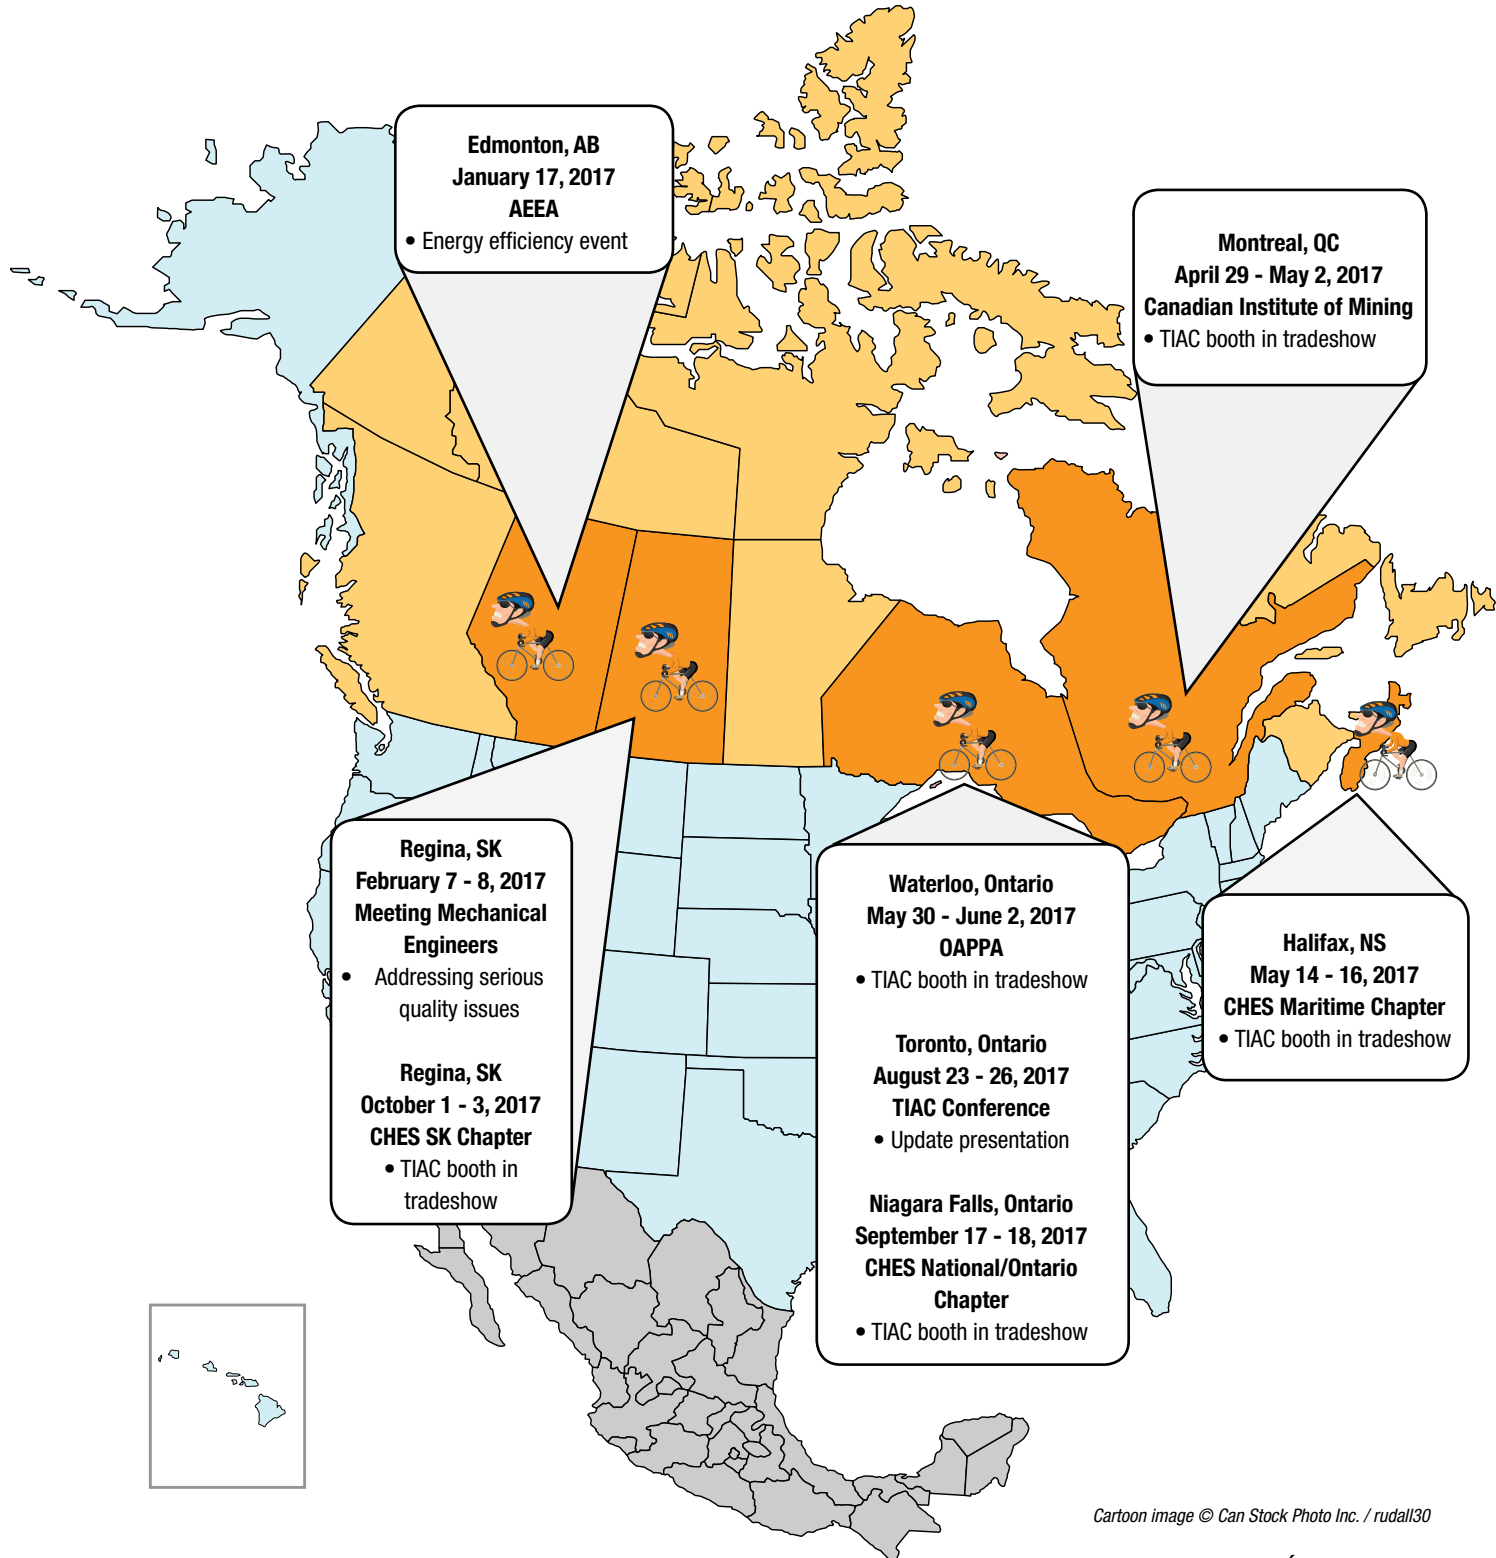 Edmonton, AB
January 17, 2017
AEEA
• Energy efficiency event
Montreal, QC
April 29 - May 2, 2017
Canadian Institute of Mining
• TIAC booth in tradeshow
Regina, SK
February 7 - 8, 2017
Meeting Mechanical
Engineers
• Addressing serious
quality issues
Regina, SK
October 1 - 3, 2017
CHES SK Chapter
• TIAC booth in
tradeshow
Waterloo, Ontario
May 30 - June 2, 2017
OAPPA
• TIAC booth in tradeshow
Toronto, Ontario
August 23 - 26, 2017
TIAC Conference
• Update presentation
Niagara Falls, Ontario
September 17 - 18, 2017
CHES National/Ontario
Chapter
• TIAC booth in tradeshow
Halifax, NS
May 14 - 16, 2017
CHES Maritime Chapter
• TIAC booth in tradeshow
Cartoon image © Can Stock Photo Inc. / rudall30